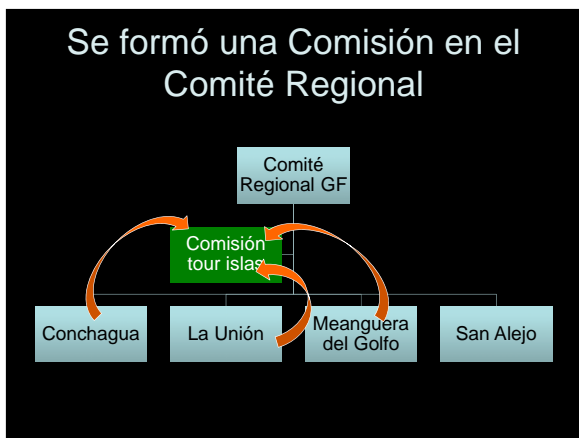 Se formó una Comisión en el
Comité Regional
Comité
Regional GF
Comisión
tour islas
Conchagua
La Unión
Meanguera
del Golfo
San Alejo